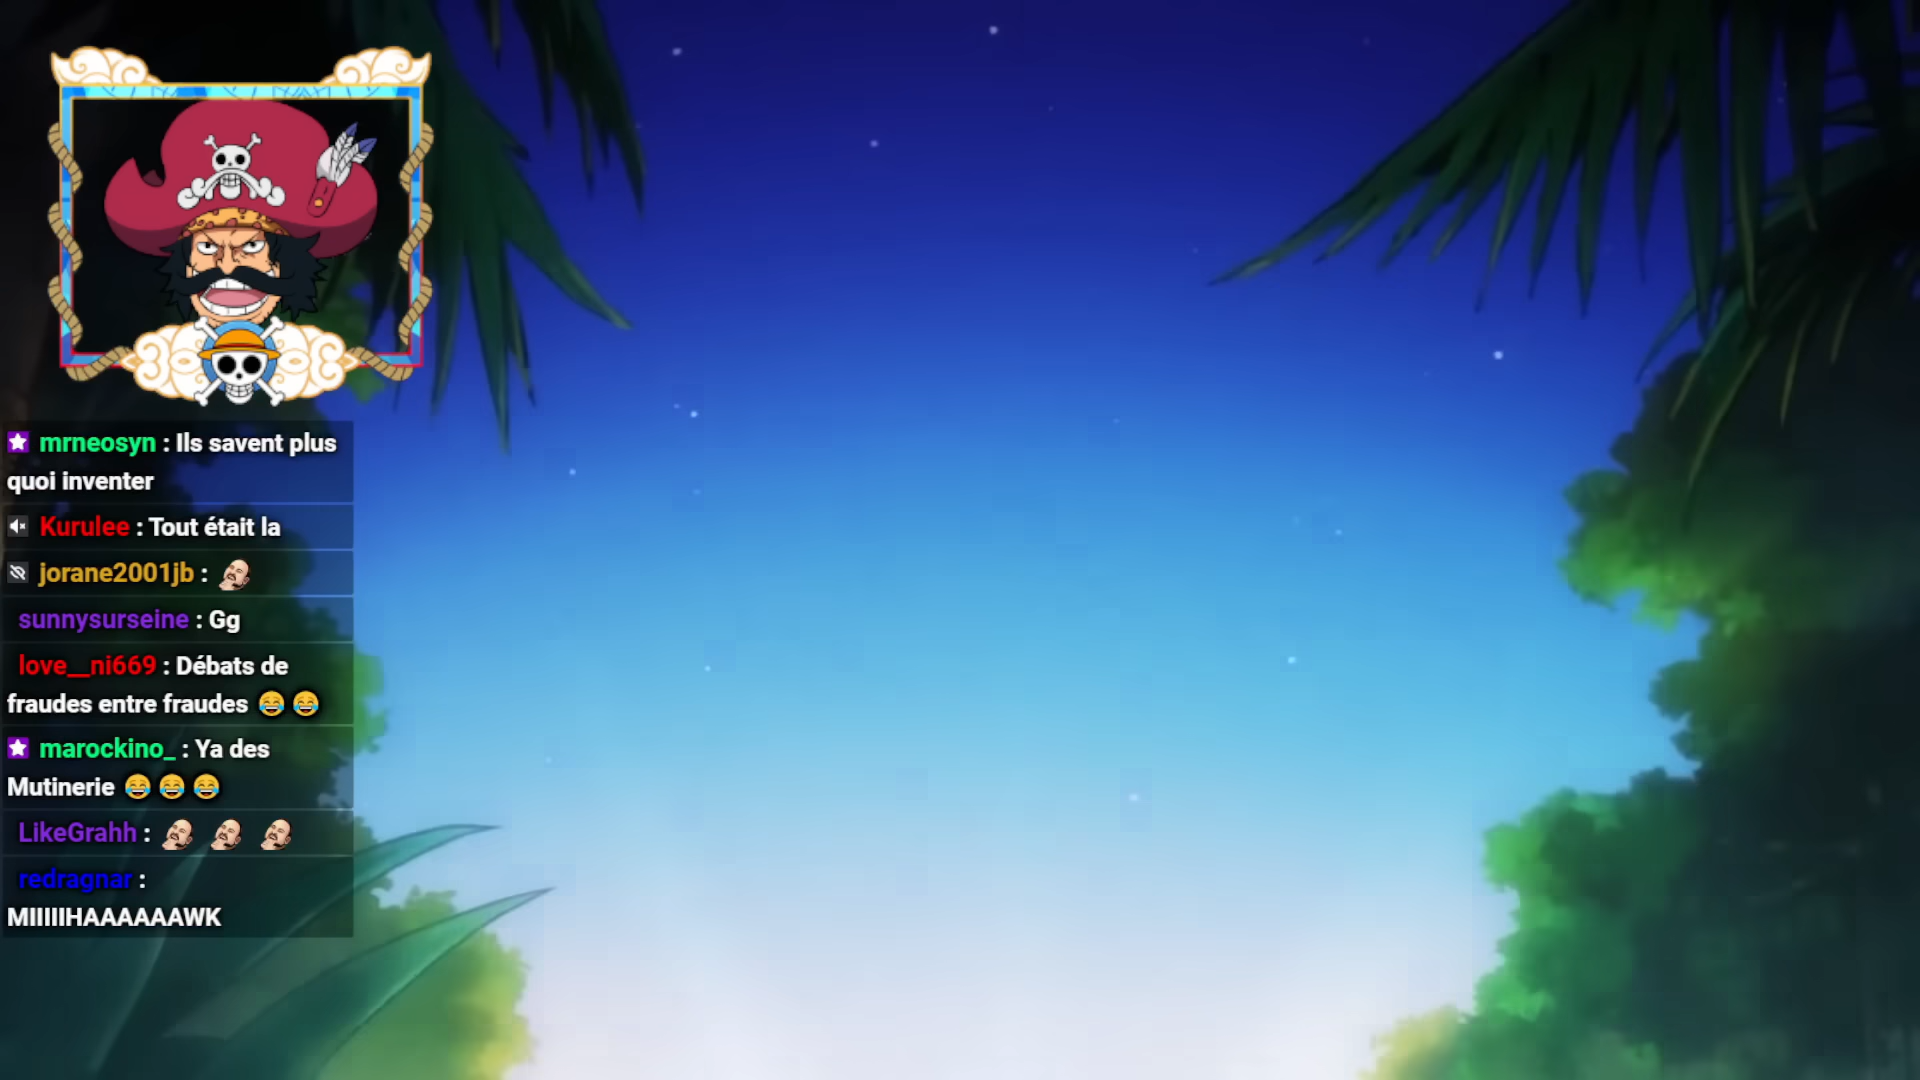 mrneosyn : Ils savent plus
quoi inventer
Kurulee : Tout était la
jorane2001jb :
sunnysurseine : Gg
love__ni669 : Débats de
fraudes entre fraudes 😂 😂
marockino_ : Ya des
Mutinerie 😂 😂 😂
LikeGrahh :
redragnar :
MIIIIIHAAAAAAWK